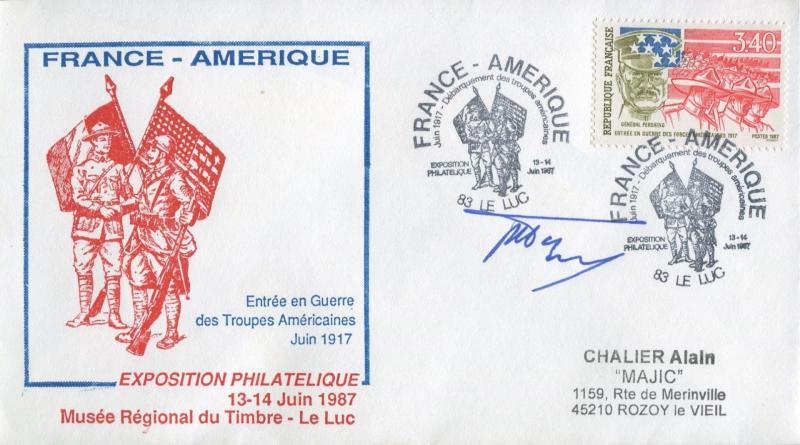 FRANCE - AMERIQUE
Entrée en Guerre
des Troupes Américaines
Juin 1917
EXPOSITION PHILATELIQUE
13-14 Juin 1987
Musée Régional du Timbre - Le Luc
FRANCE - AMERIQUE
Juin 1917 - Débarquement des troupes américaines
EXPOSITION
PHILATELIQUE
13-14
Juin 1987
83 LE LUC
REPUBLIQUE FRANÇAISE
3,40
GÉNÉRAL PERSHING
ENTRÉE EN GUERRE DES FORCES AMÉRICAINES 1917
POSTES 1987
FRANCE - AMERIQUE
Juin 1917 - Débarquement des troupes américaines
EXPOSITION
PHILATELIQUE
13-14
Juin 1987
83 LE LUC
CHALIER Alain
"MAJIC"
1159, Rte de Merinville
45210 ROZOY le VIEIL